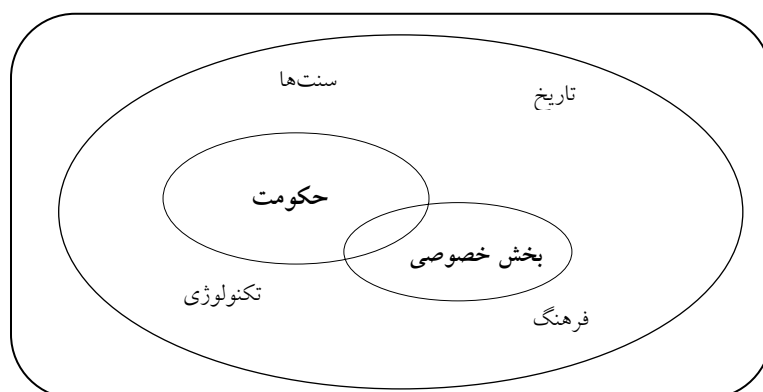 تاریخ
سنت‌ها
حکومت
بخش خصوصی
تکنولوژی
فرهنگ